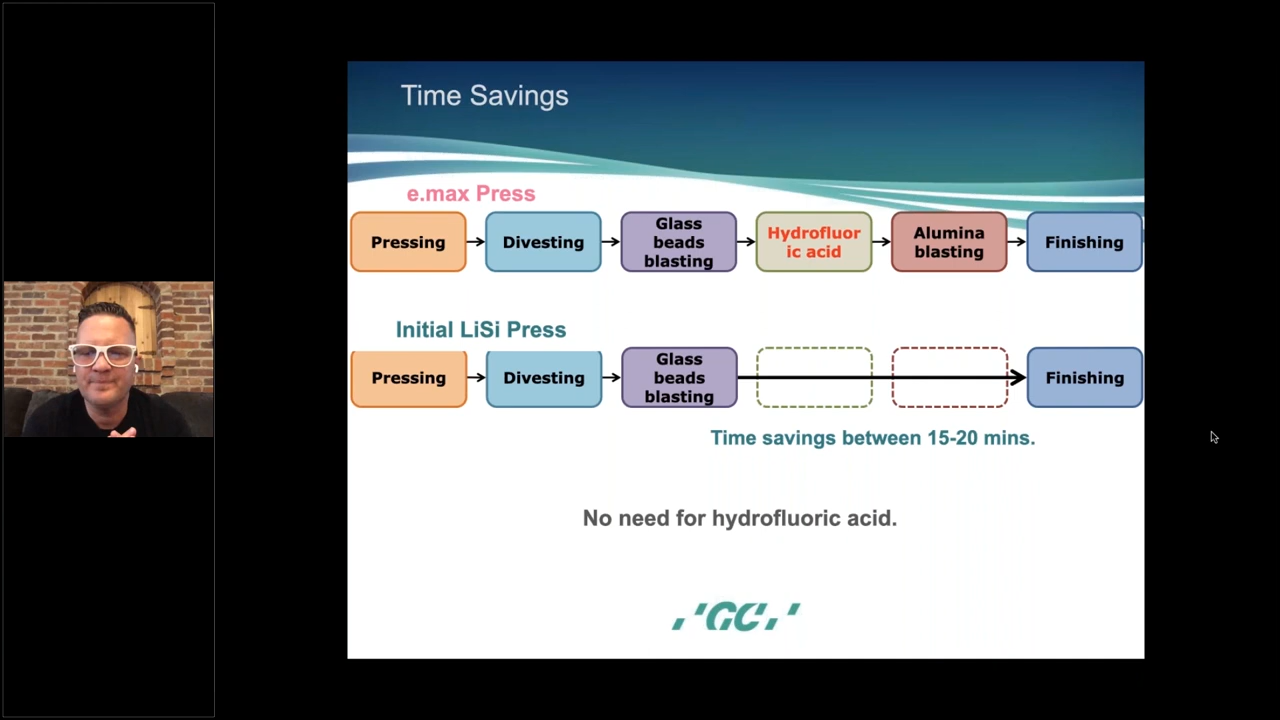 Time Savings
e.max Press
Pressing
Divesting
Glass
beads
blasting
Hydrofluor
ic acid
Alumina
blasting
Finishing
Initial LiSi Press
Pressing
Divesting
Glass
beads
blasting
Finishing
Time savings between 15-20 mins.
No need for hydrofluoric acid.
GC